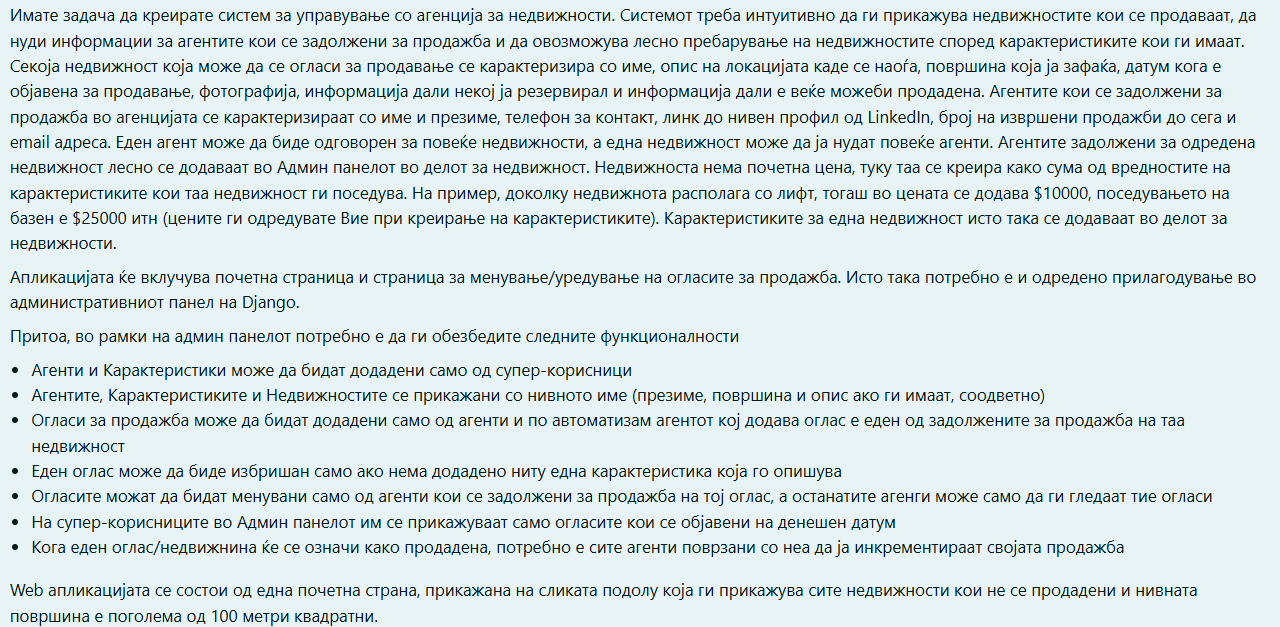 Имате задача да креирате систем за управување со агенција за недвижности. Системот треба интуитивно да ги прикажува недвижностите кои се продаваат, да
нуди информации за агентите кои се задолжени за продажба и да овозможува лесно пребарување на недвижностите според карактеристиките кои ги имаат.
Секоја недвижност која може да се огласи за продавање се карактеризира со име, опис на локацијата каде се наоѓа, површина која ја зафаќа, датум кога е
објавена за продавање, фотографија, информација дали некој ја резервирал и информација дали е веќе можеби продадена. Агентите кои се задолжени за
продажба во агенцијата се карактеризираат со име и презиме, телефон за контакт, линк до нивен профил од LinkedIn, број на извршени продажби до сега и
email адреса. Еден агент може да биде одговорен за повеќе недвижности, а една недвижност може да ја нудат повеќе агенти. Агентите задолжени за одредена
недвижност лесно се додаваат во Админ панелот во делот за недвижност. Недвижноста нема почетна цена, туку таа се креира како сума од вредностите на
карактеристиките кои таа недвижност ги поседува. На пример, доколку недвижнота располага со лифт, тогаш во цената се додава $10000, поседувањето на
базен е $25000 итн (цените ги одредувате Вие при креирање на карактеристиките). Карактеристиките за една недвижност исто така се додаваат во делот за
недвижности.
Апликацијата ќе вклучува почетна страница и страница за менување/уредување на огласите за продажба. Исто така потребно е и одредено прилагодување во
административниот панел на Django.
Притоа, во рамки на админ панелот потребно е да ги обезбедите следните функционалности
• Агенти и Карактеристики може да бидат додадени само од супер-корисници
• Агентите, Карактеристиките и Недвижностите се прикажани со нивното име (презиме, површина и опис ако ги имаат, соодветно)
• Огласи за продажба може да бидат додадени само од агенти и по автоматизам агентот кој додава оглас е еден од задолжените за продажба на таа
недвижност
• Еден оглас може да биде избришан само ако нема додадено ниту една карактеристика која го опишува
• Огласите можат да бидат менувани само од агенти кои се задолжени за продажба на тој оглас, а останатите агенги може само да ги гледаат тие огласи
• На супер-корисниците во Админ панелот им се прикажуваат само огласите кои се објавени на денешен датум
• Кога еден оглас/недвижнина ќе се означи како продадена, потребно е сите агенти поврзани со неа да ја инкрементираат својата продажба
Web апликацијата се состои од една почетна страна, прикажана на сликата подолу која ги прикажува сите недвижности кои не се продадени и нивната
површина е поголема од 100 метри квадратни.